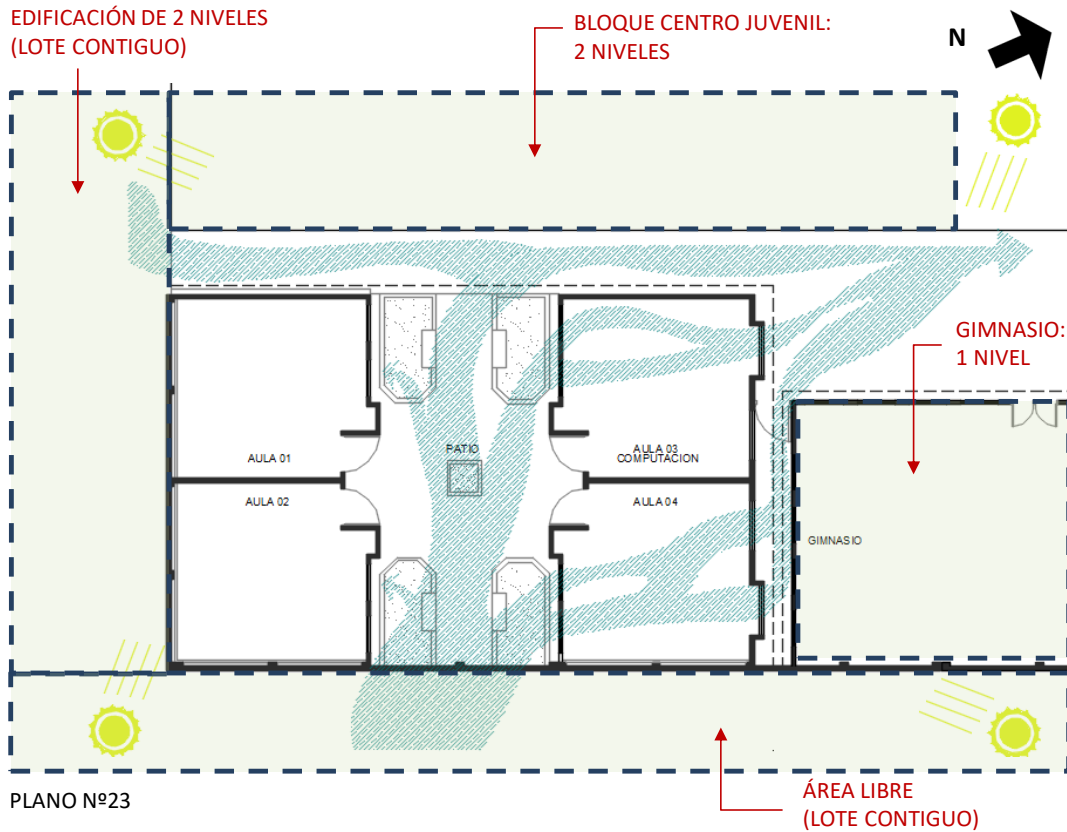 EDIFICACIÓN DE 2 NIVELES
(LOTE CONTIGUO)
BLOQUE CENTRO JUVENIL:
2 NIVELES
N
GIMNASIO:
1 NIVEL
AULA 01
PATIO
AULA 03
COMPUTACION
AULA 02
AULA 04
GIMNASIO
PLANO Nº23
ÁREA LIBRE
(LOTE CONTIGUO)